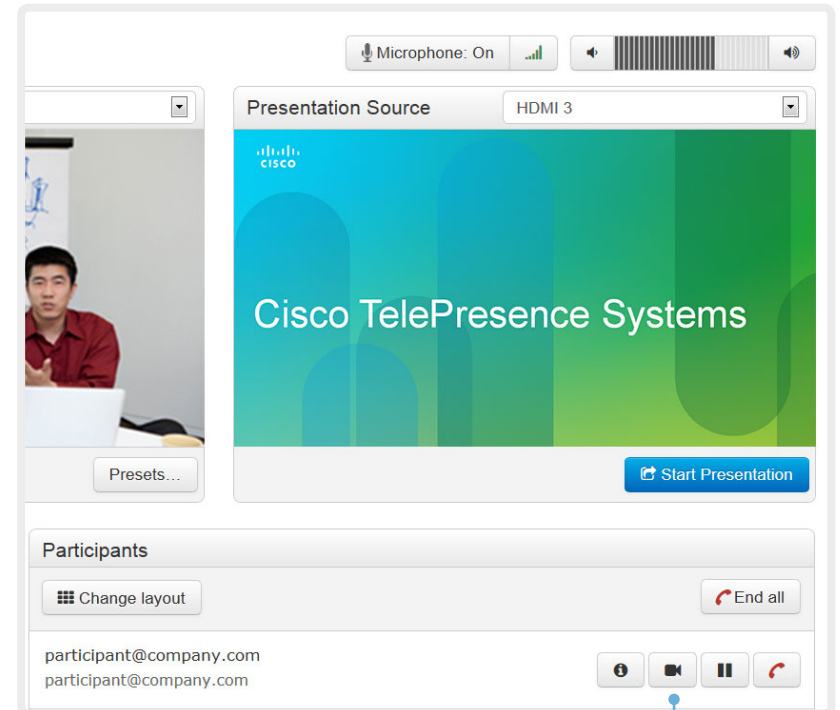 Microphone: On
Presentation Source
HDMI 3
CISCO
Cisco TelePresence Systems
Presets...
Start Presentation
Participants
Change layout
End all
participant@company.com
participant@company.com